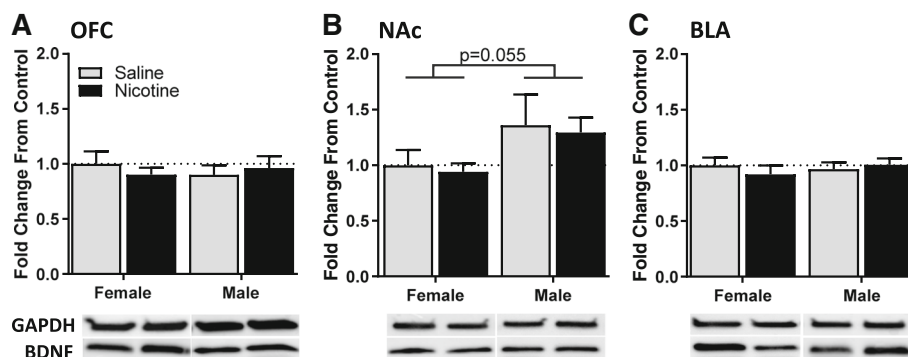 A OFC
Fold Change From Control
2.0
1.5
1.0
0.5
0.0
Saline
Nicotine
Female Male
B NAc
Fold Change From Control
2.0
1.5
1.0
0.5
0.0
p=0.055
Female Male
C BLA
Fold Change From Control
2.0
1.5
1.0
0.5
0.0
Female Male
GAPDH
BDNF